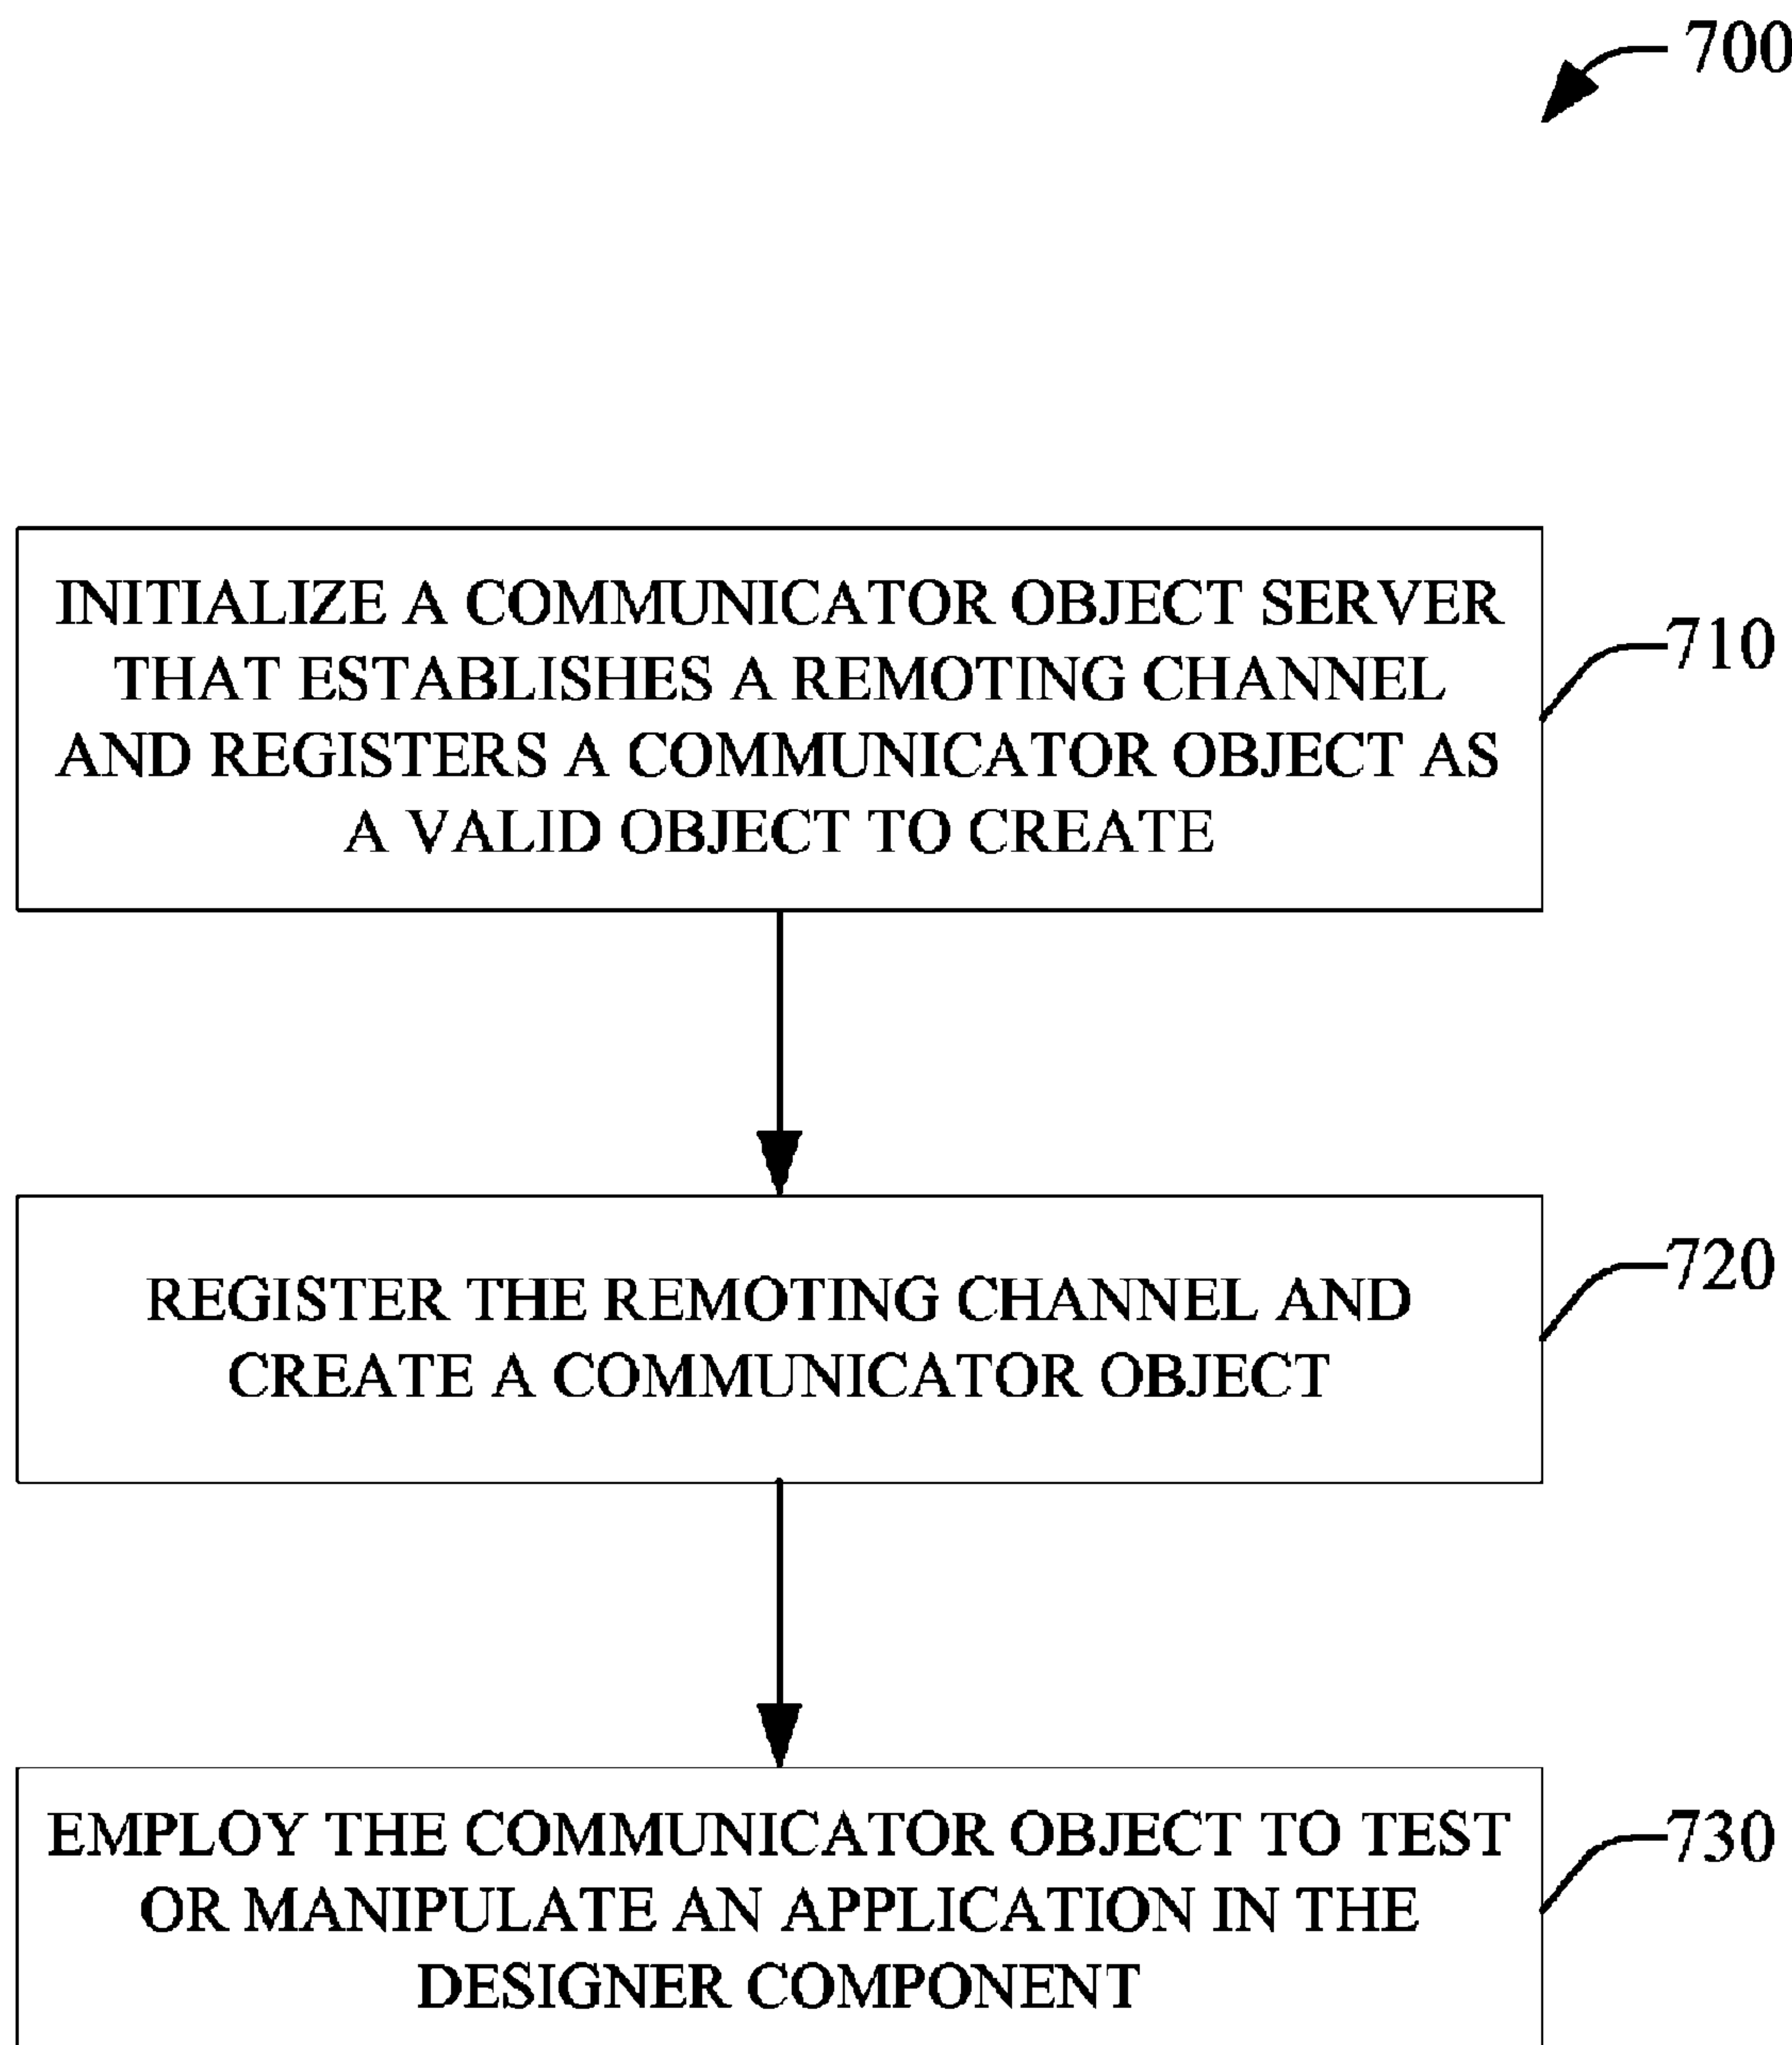 700
INITIALIZE A COMMUNICATOR OBJECT SERVER
THAT ESTABLISHES A REMOTING CHANNEL
AND REGISTERS A COMMUNICATOR OBJECT AS
A VALID OBJECT TO CREATE
710
REGISTER THE REMOTING CHANNEL AND
CREATE A COMMUNICATOR OBJECT
720
EMPLOY THE COMMUNICATOR OBJECT TO TEST
OR MANIPULATE AN APPLICATION IN THE
DESIGNER COMPONENT
730